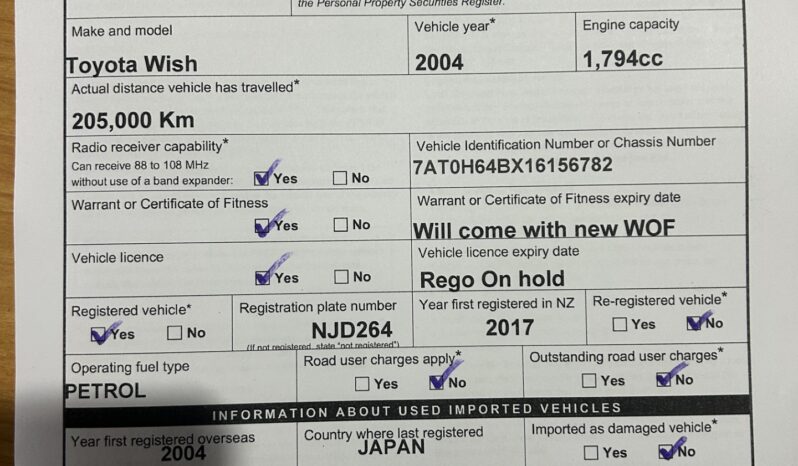 the Personal Property Securities Register.
Make and model
Toyota Wish
Vehicle year*
2004
Engine capacity
1,794cc
Actual distance vehicle has travelled*
205,000 Km
Radio receiver capability*
Can receive 88 to 108 MHz
without use of a band expander:
Yes
No
Vehicle Identification Number or Chassis Number
7AT0H64BX16156782
Warrant or Certificate of Fitness
Yes
No
Warrant or Certificate of Fitness expiry date
Will come with new WOF
Vehicle licence
Yes
No
Vehicle licence expiry date
Rego On hold
Registered vehicle*
Yes
No
Registration plate number
NJD264
(If not registered, state "not registered")
Year first registered in NZ
2017
Re-registered vehicle*
Yes
No
Operating fuel type
PETROL
Road user charges apply*
Yes
No
Outstanding road user charges*
Yes
No
INFORMATION ABOUT USED IMPORTED VEHICLES
Year first registered overseas
2004
Country where last registered
JAPAN
Imported as damaged vehicle*
Yes
No